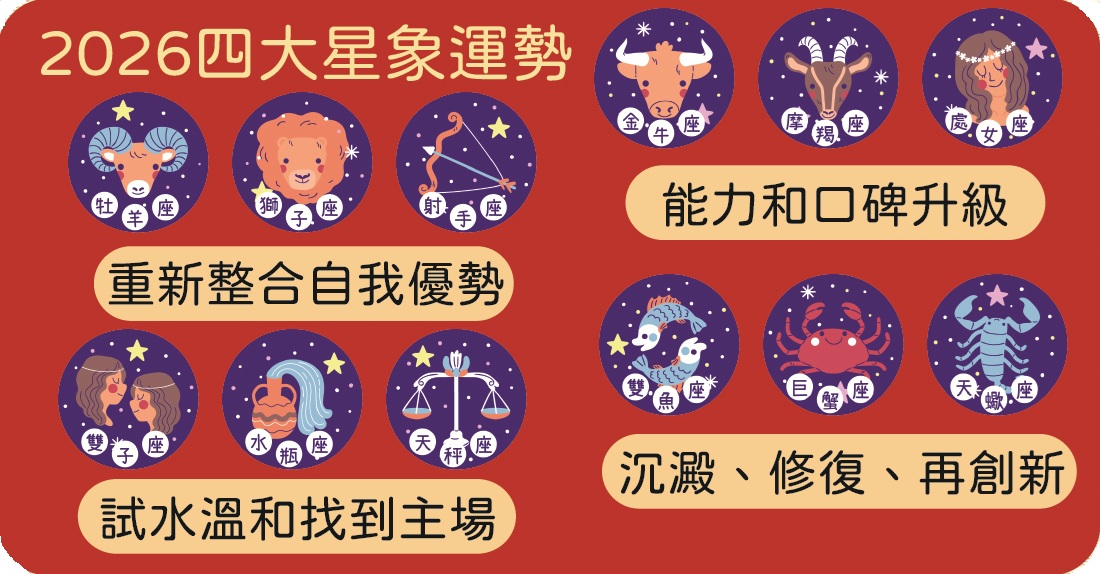 2026四大星象運勢
牡羊座
獅子座
射手座
重新整合自我優勢
雙子座
水瓶座
天秤座
試水溫和找到主場
金牛座
摩羯座
處女座
能力和口碑升級
雙魚座
巨蟹座
天蠍座
沉澱、修復、再創新